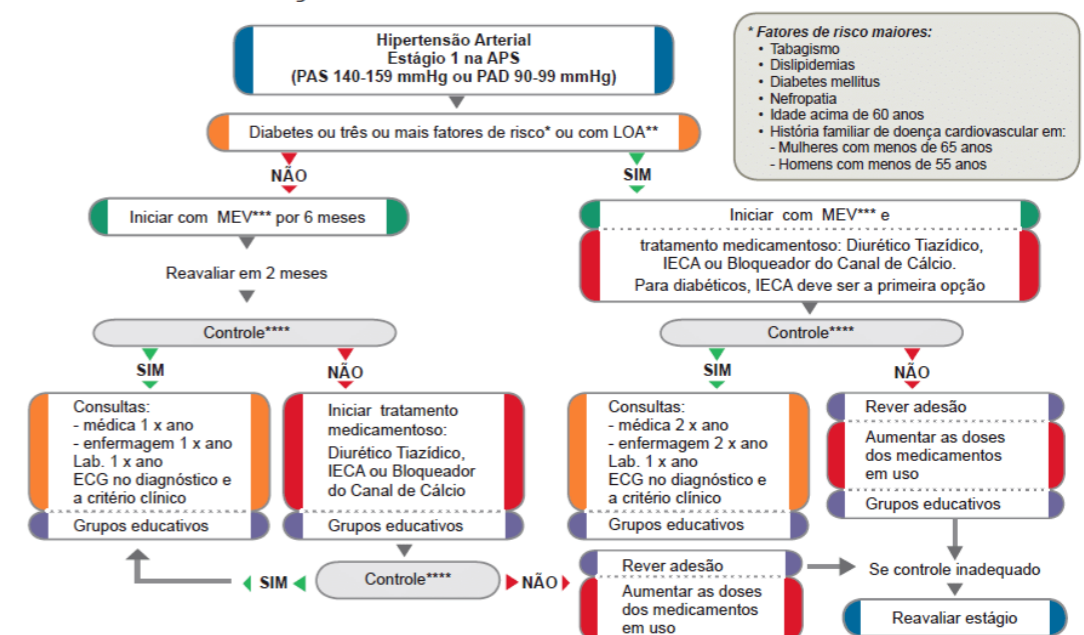 Hipertensão Arterial
Estágio 1 na APS
(PAS 140-159 mmHg ou PAD 90-99 mmHg)
* Fatores de risco maiores:
• Tabagismo
• Dislipidemias
• Diabetes mellitus
• Nefropatia
• Idade acima de 60 anos
• História familiar de doença cardiovascular em:
- Mulheres com menos de 65 anos
- Homens com menos de 55 anos
Diabetes ou três ou mais fatores de risco* ou com LOA**
NÃO
SIM
Iniciar com MEV*** por 6 meses
Reavaliar em 2 meses
Iniciar com MEV*** e
tratamento medicamentoso: Diurético Tiazídico,
IECA ou Bloqueador do Canal de Cálcio.
Para diabéticos, IECA deve ser a primeira opção
Controle****
SIM
NÃO
Controle****
SIM
NÃO
Consultas:
- médica 1 x ano
- enfermagem 1 x ano
Lab. 1 x ano
ECG no diagnóstico e
a critério clínico
Grupos educativos
Iniciar tratamento
medicamentoso:
Diurético Tiazídico,
IECA ou Bloqueador
do Canal de Cálcio
Grupos educativos
Consultas:
- médica 2 x ano
- enfermagem 2 x ano
Lab. 1 x ano
ECG no diagnóstico e
a critério clínico
Grupos educativos
Rever adesão
Aumentar as doses
dos medicamentos
em uso
Grupos educativos
SIM
Controle****
NÃO
Rever adesão
Aumentar as doses
dos medicamentos
em uso
Se controle inadequado
Reavaliar estágio